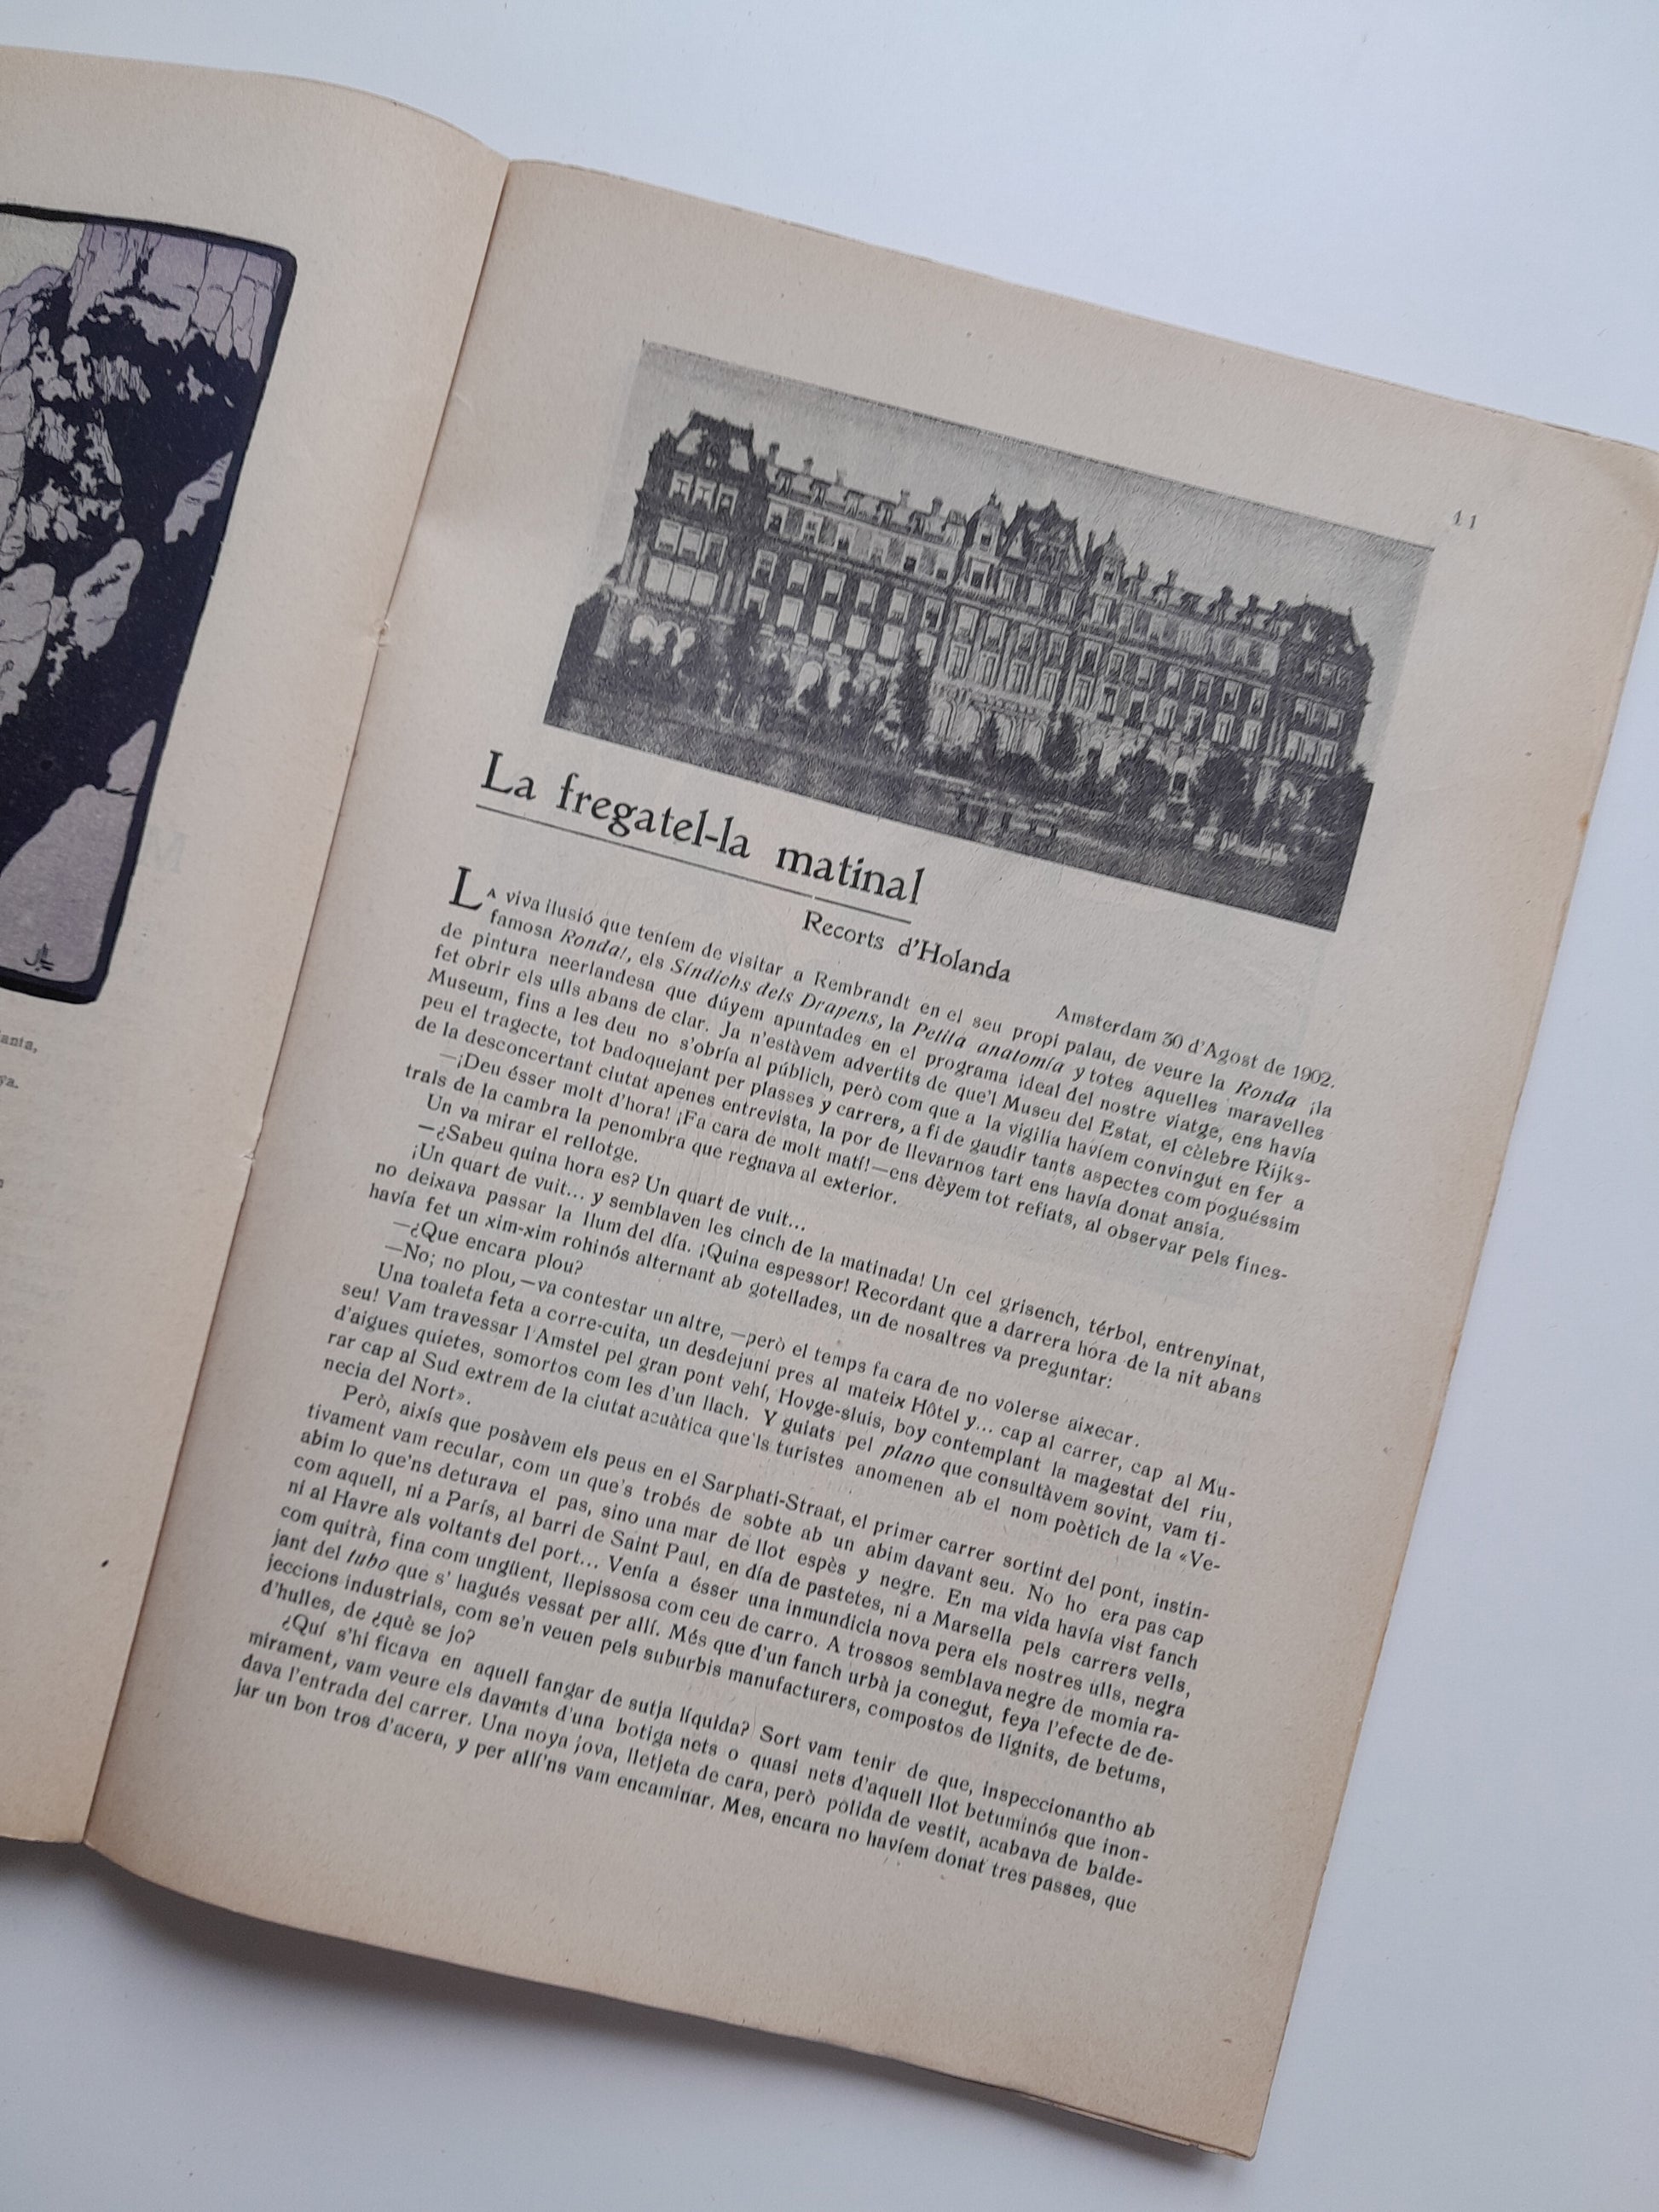 anta,
ya.
11
La fregatel-la matinal
Recorts d'Holanda
Amsterdam 30 d'Agost de 1902.
LA viva ilusió que teníem de visitar a Rembrandt en el seu propi palau, de veure la Ronda ¡la
famosa Ronda!, els Síndichs dels Drapens, la Petita anatomía y totes aquelles maravelles
de pintura neerlandesa que dúyem apuntades en el programa ideal del nostre viatge, ens havía
fet obrir els ulls abans de clar. Ja n'estàvem advertits de que'l Museu del Estat, el cèlebre Rijks-
Museum, fins a les deu no s'obría al públich, però com que a la vigilia havíem convingut en fer a
peu el tragecte, tot badoquejant per plasses y carrers, a fi de gaudir tants aspectes com poguéssim
de la desconcertant ciutat apenes entrevista, la por de llevarnos tart ens havía donat ansia.
—¡Deu ésser molt d'hora! ¡Fa cara de molt matí!—ens dèyem tot refiats, al observar pels fines-
trals de la cambra la penombra que regnava al exterior.
Un va mirar el rellotge.
—¿Sabeu quina hora es? Un quart de vuit...
¡Un quart de vuit... y semblaven les cinch de la matinada! Un cel grisench, térbol, entrenyinat,
no deixava passar la llum del día. ¡Quina espessor! Recordant que a darrera hora de la nit abans
havía fet un xim-xim rohinós alternant ab gotellades, un de nosaltres va preguntar:
—¿Que encara plou?
—No; no plou,—va contestar un altre,—però el temps fa cara de no volerse aixecar.
Una toaleta feta a corre-cuita, un desdejuni pres al mateix Hôtel y... cap al carrer, cap al Mu-
seu! Vam travessar l'Amstel pel gran pont vehí, Hovge-sluis, boy contemplant la magestat del riu,
d'aigues quietes, somortos com les d'un llach. Y guiats pel plano que consultàvem sovint, vam ti-
rar cap al Sud extrem de la ciutat acuàtica que'ls turistes anomenen ab el nom poètich de la «Ve-
necia del Nort».
Però, aixís que posàvem els peus en el Sarphati-Straat, el primer carrer sortint del pont, instin-
tivament vam recular, com un que's trobés de sobte ab un abim davant seu. No ho era pas cap
abim lo que'ns deturava el pas, sino una mar de llot espès y negre. En ma vida havía vist fanch
com aquell, ni a París, al barri de Saint Paul, en día de pastetes, ni a Marsella pels carrers vells,
ni al Havre als voltants del port... Venía a ésser una inmundicia nova pera els nostres ulls, negra
com quitrà, fina com ungüent, llepissosa com ceu de carro. A trossos semblava negre de momia ra-
jant del tubo que s' hagués vessat per allí. Més que d'un fanch urbà ja conegut, feya l'efecte de de-
jeccions industrials, com se'n veuen pels suburbis manufacturers, compostos de lignits, de betums,
d'hulles, de ¿què se jo?
¿Quí s'hi ficava en aquell fangar de sutja líquida? Sort vam tenir de que, inspeccionantho ab
mirament, vam veure els davants d'una botiga nets o quasi nets d'aquell llot betuminós que inon-
dava l'entrada del carrer. Una noya jova, lletjeta de cara, però pòlida de vestit, acabava de balde-
jar un bon tros d'acera, y per allí'ns vam encaminar. Mes, encara no havíem donat tres passes, que